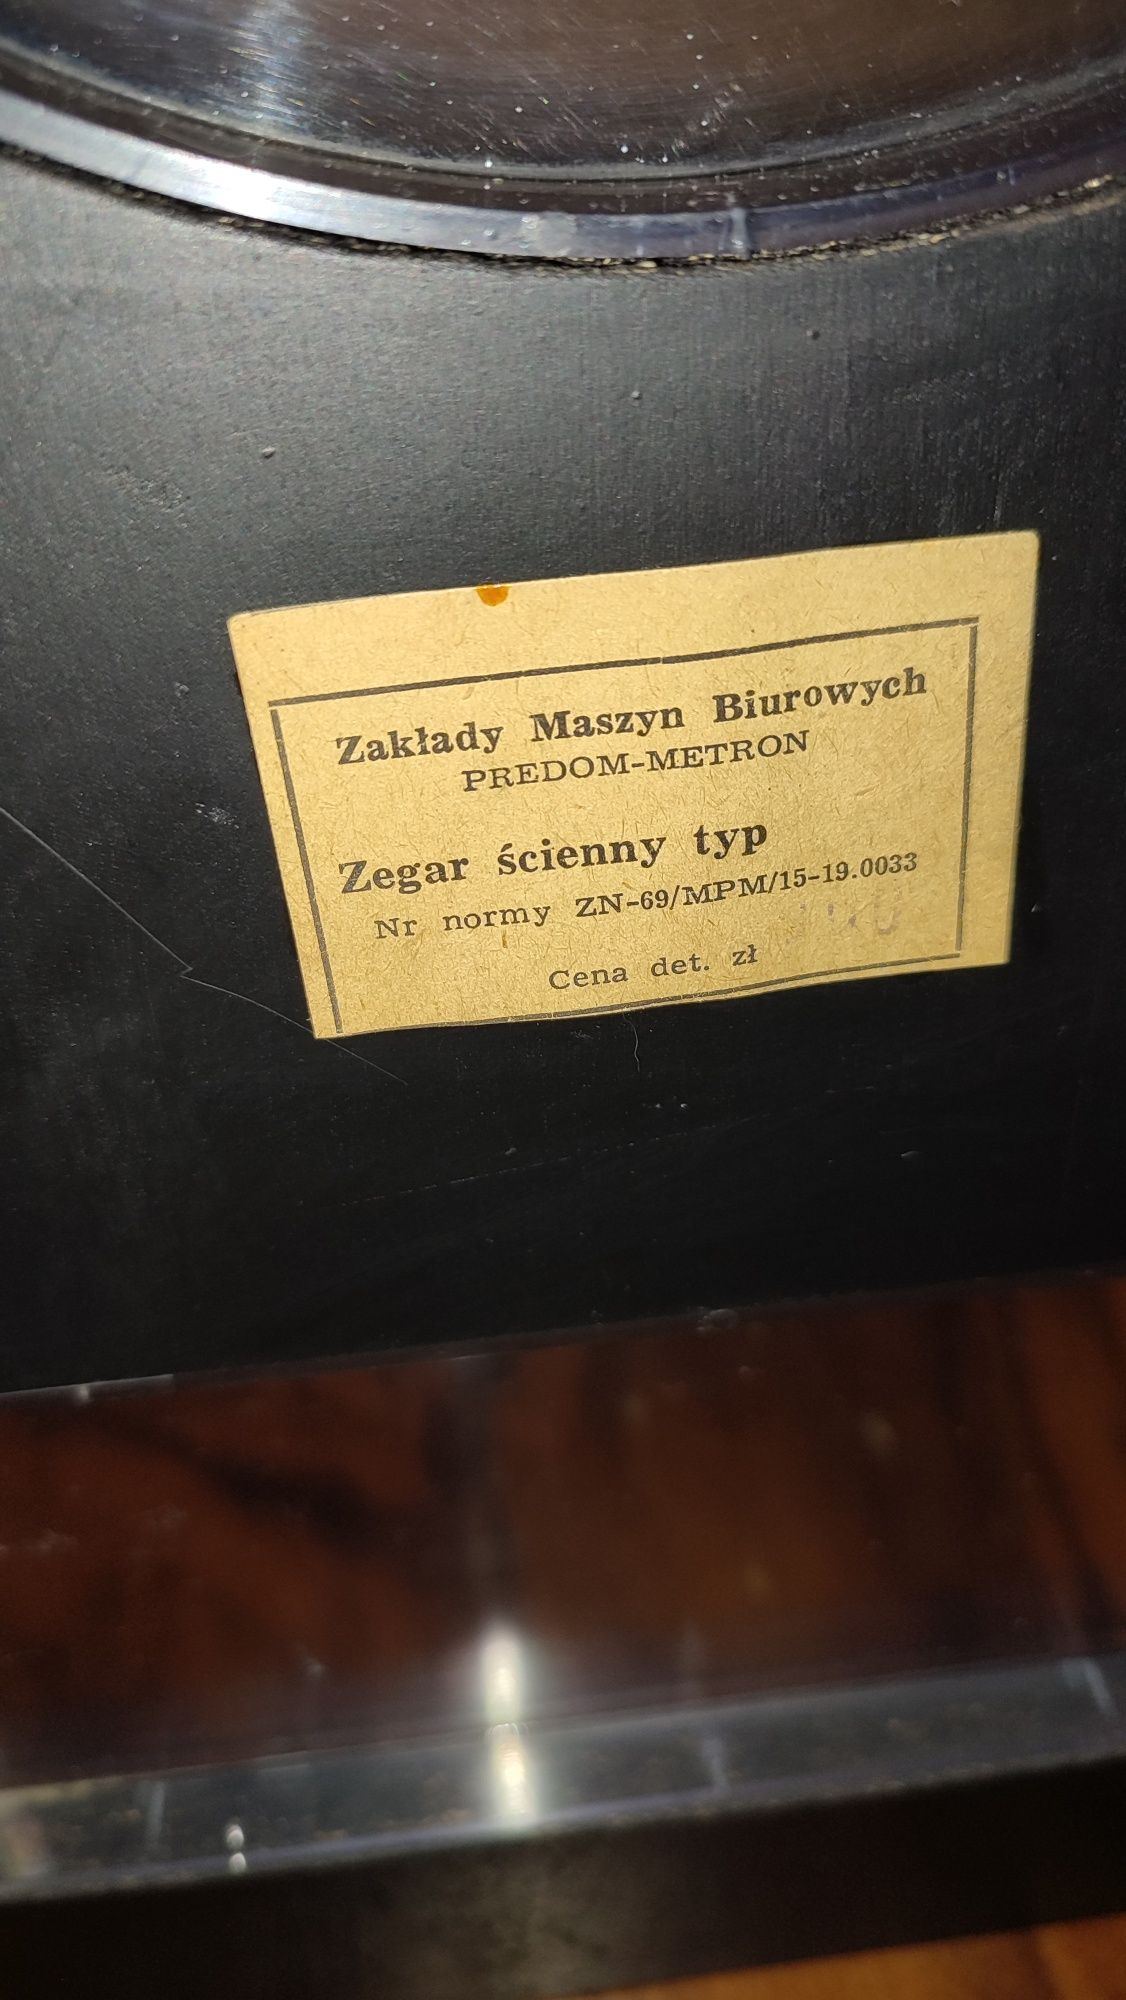 Zakłady Maszyn Biurowych
PREDOM-METRON
Zegar ścienny typ
Nr normy ZN-69/MPM/15-19.0033
Cena det. zł